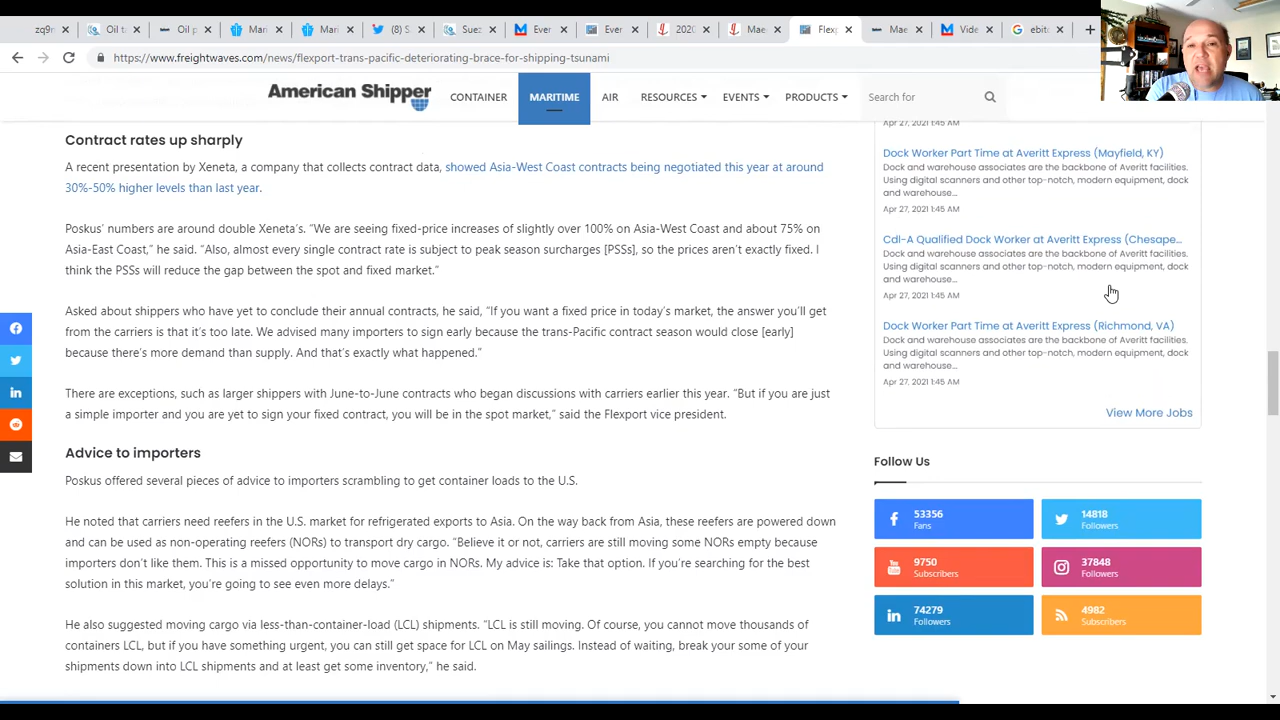 zq9r
Oil ta
Oil p
Mari
Mari
(8) S
Suez
Ever
Ever
2020
Mae
Flex
Mae
Vide
ebito
https://www.freightwaves.com/news/flexport-trans-pacific-deteriorating-brace-for-shipping-tsunami
American Shipper
CONTAINER
MARITIME
AIR
RESOURCES
EVENTS
PRODUCTS
Search for
Contract rates up sharply
A recent presentation by Xeneta, a company that collects contract data, showed Asia-West Coast contracts being negotiated this year at around
30%-50% higher levels than last year.
Poskus’ numbers are around double Xeneta’s. “We are seeing fixed-price increases of slightly over 100% on Asia-West Coast and about 75% on
Asia-East Coast,” he said. “Also, almost every single contract rate is subject to peak season surcharges [PSSs], so the prices aren’t exactly fixed. I
think the PSSs will reduce the gap between the spot and fixed market.”
Asked about shippers who have yet to conclude their annual contracts, he said, “If you want a fixed price in today’s market, the answer you’ll get
from the carriers is that it’s too late. We advised many importers to sign early because the trans-Pacific contract season would close [early]
because there’s more demand than supply. And that’s exactly what happened.”
There are exceptions, such as larger shippers with June-to-June contracts who began discussions with carriers earlier this year. “But if you are just
a simple importer and you are yet to sign your fixed contract, you will be in the spot market,” said the Flexport vice president.
Advice to importers
Poskus offered several pieces of advice to importers scrambling to get container loads to the U.S.
He noted that carriers need reefers in the U.S. market for refrigerated exports to Asia. On the way back from Asia, these reefers are powered down
and can be used as non-operating reefers (NORs) to transport dry cargo. “Believe it or not, carriers are still moving some NORs empty because
importers don’t like them. This is a missed opportunity to move cargo in NORs. My advice is: Take that option. If you’re searching for the best
solution in this market, you’re going to see even more delays.”
He also suggested moving cargo via less-than-container-load (LCL) shipments. “LCL is still moving. Of course, you cannot move thousands of
containers LCL, but if you have something urgent, you can still get space for LCL on May sailings. Instead of waiting, break your some of your
shipments down into LCL shipments and at least get some inventory,” he said.
Apr 27, 2021 1:45 AM
Dock Worker Part Time at Averitt Express (Mayfield, KY)
Dock and warehouse associates are the backbone of Averitt facilities.
Using digital scanners and other top-notch, modern equipment, dock
and warehouse...
Apr 27, 2021 1:45 AM
Cdl-A Qualified Dock Worker at Averitt Express (Chesape...
Dock and warehouse associates are the backbone of Averitt facilities.
Using digital scanners and other top-notch, modern equipment, dock
and warehouse...
Apr 27, 2021 1:45 AM
Dock Worker Part Time at Averitt Express (Richmond, VA)
Dock and warehouse associates are the backbone of Averitt facilities.
Using digital scanners and other top-notch, modern equipment, dock
and warehouse...
Apr 27, 2021 1:45 AM
View More Jobs
Follow Us
53356
Fans
14818
Followers
9750
Subscribers
37848
Followers
74279
Followers
4982
Subscribers